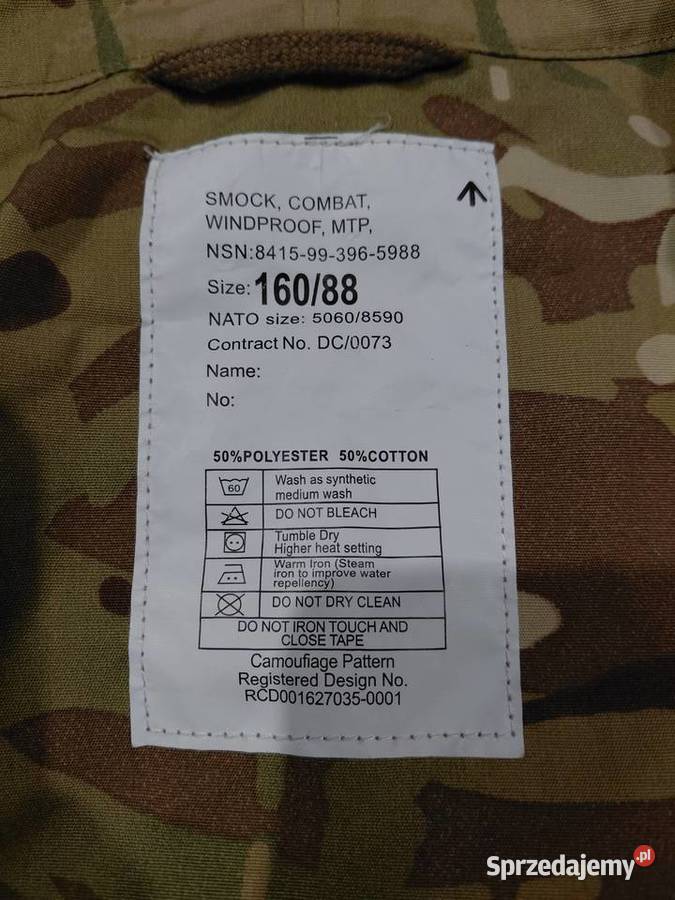 SMOCK, COMBAT,
WINDPROOF, MTP,
NSN:8415-99-396-5988
Size: 160/88
NATO size: 5060/8590
Contract No. DC/0073
Name:
No:
50%POLYESTER 50%COTTON
60
Wash as synthetic
medium wash
DO NOT BLEACH
Tumble Dry
Higher heat setting
Warm Iron (Steam
iron to improve water
repellency)
DO NOT DRY CLEAN
DO NOT IRON TOUCH AND
CLOSE TAPE
Camoufiage Pattern
Registered Design No.
RCD001627035-0001
Sprzedajemy.pl